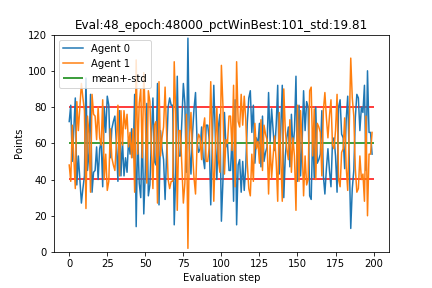 Eval:48_epoch:48000_pctWinBest:101_std:19.81
Agent 0
Agent 1
mean+-std
Points
120
100
80
60
40
20
0
0 25 50 75 100 125 150 175 200
Evaluation step